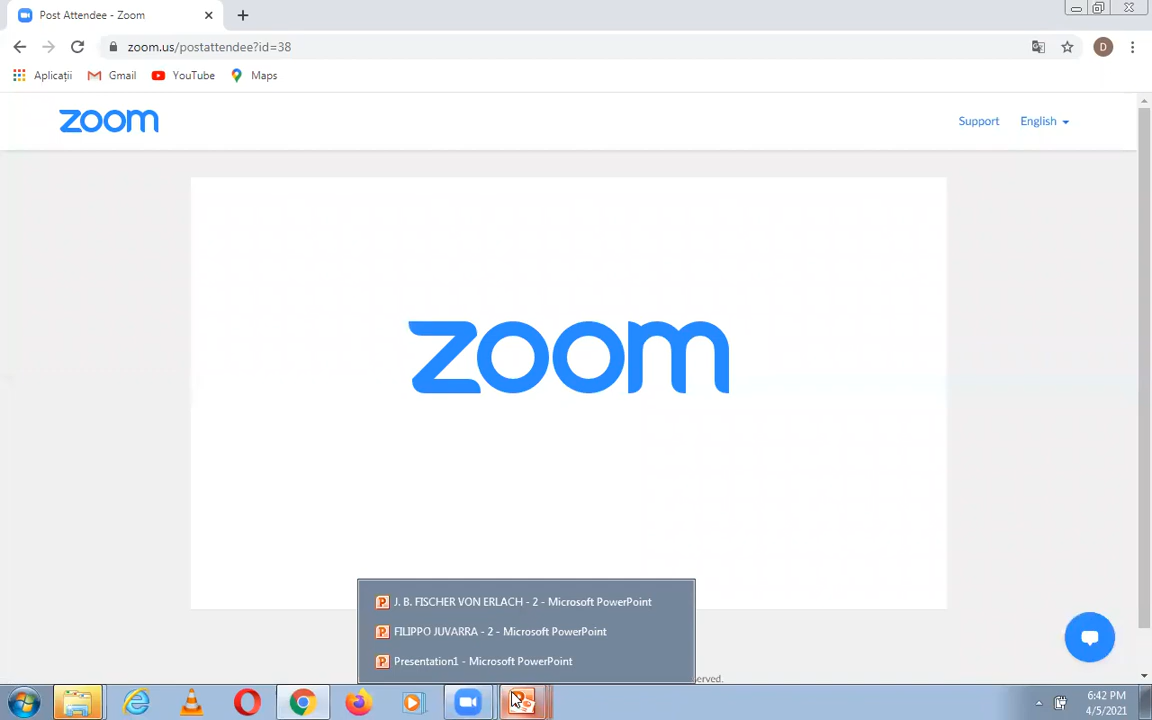 Post Attendee - Zoom
zoom.us/postattendee?id=38
D
Aplicații
Gmail
YouTube
Maps
zoom
Support
English
zoom
J. B. FISCHER VON ERLACH - 2 - Microsoft PowerPoint
FILIPPO JUVARRA - 2 - Microsoft PowerPoint
Presentation1 - Microsoft PowerPoint
served.
6:42 PM
4/5/2021